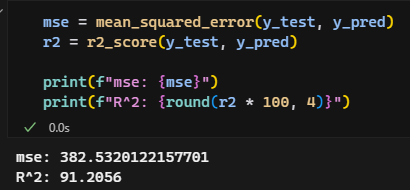 mse = mean_squared_error(y_test, y_pred)
r2 = r2_score(y_test, y_pred)
print(f"mse: {mse}")
print(f"R^2: {round(r2 * 100, 4)}")
0.0s
mse: 382.5320122157701
R^2: 91.2056